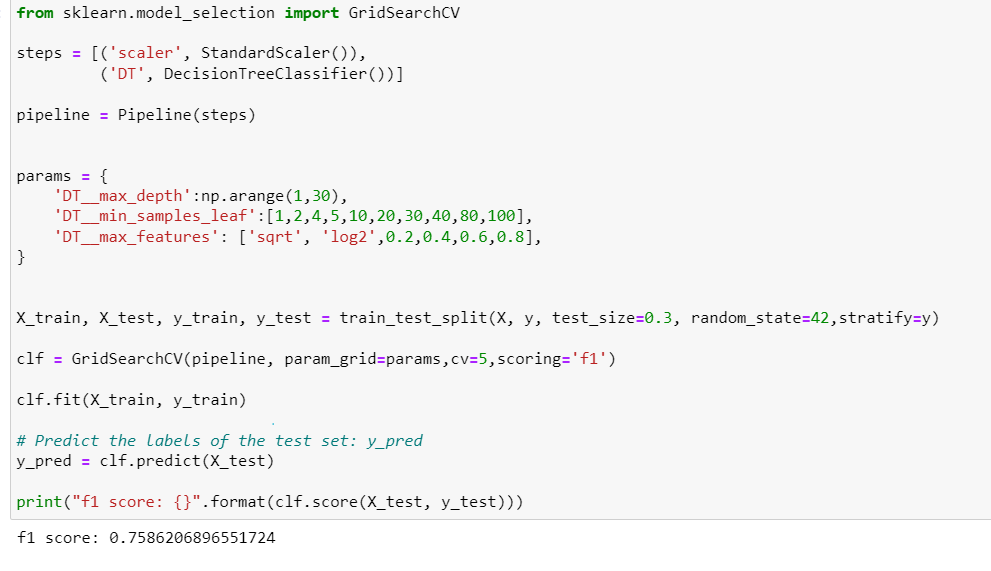 from sklearn.model_selection import GridSearchCV
steps = [('scaler', StandardScaler()),
('DT', DecisionTreeClassifier())]
pipeline = Pipeline(steps)
params = {
'DT__max_depth':np.arange(1,30),
'DT__min_samples_leaf':[1,2,4,5,10,20,30,40,80,100],
'DT__max_features': ['sqrt', 'log2',0.2,0.4,0.6,0.8],
}
X_train, X_test, y_train, y_test = train_test_split(X, y, test_size=0.3, random_state=42,stratify=y)
clf = GridSearchCV(pipeline, param_grid=params,cv=5,scoring='f1')
clf.fit(X_train, y_train)
# Predict the labels of the test set: y_pred
y_pred = clf.predict(X_test)
print("f1 score: {}".format(clf.score(X_test, y_test)))
f1 score: 0.7586206896551724